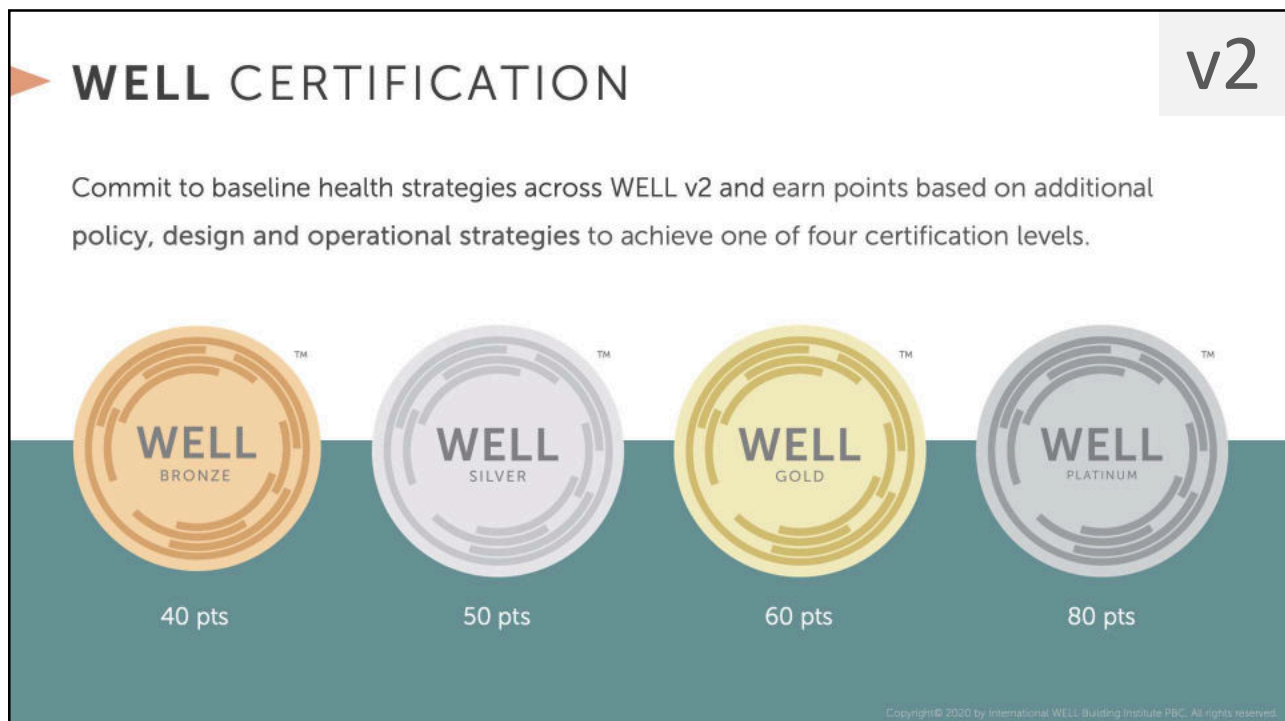 WELL CERTIFICATION
v2
Commit to baseline health strategies across WELL v2 and earn points based on additional
policy, design and operational strategies to achieve one of four certification levels.
WELL
BRONZE
™
WELL
SILVER
™
WELL
GOLD
™
WELL
PLATINUM
™
40 pts
50 pts
60 pts
80 pts
Copyright© 2020 by International WELL Building Institute PBC. All rights reserved.